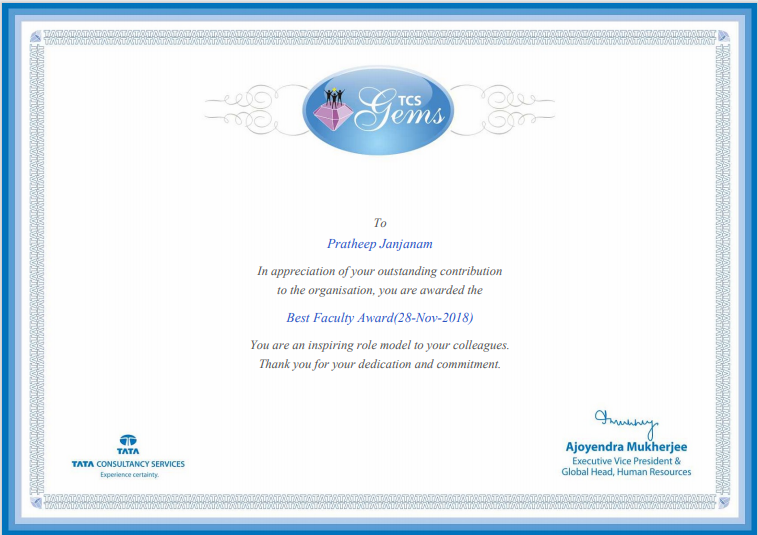 TCS
Gems
To
Pratheep Janjanam
In appreciation of your outstanding contribution
to the organisation, you are awarded the
Best Faculty Award(28-Nov-2018)
You are an inspiring role model to your colleagues.
Thank you for your dedication and commitment.
TATA
TATA CONSULTANCY SERVICES
Experience certainty.
Ajoyendra Mukherjee
Executive Vice President &
Global Head, Human Resources